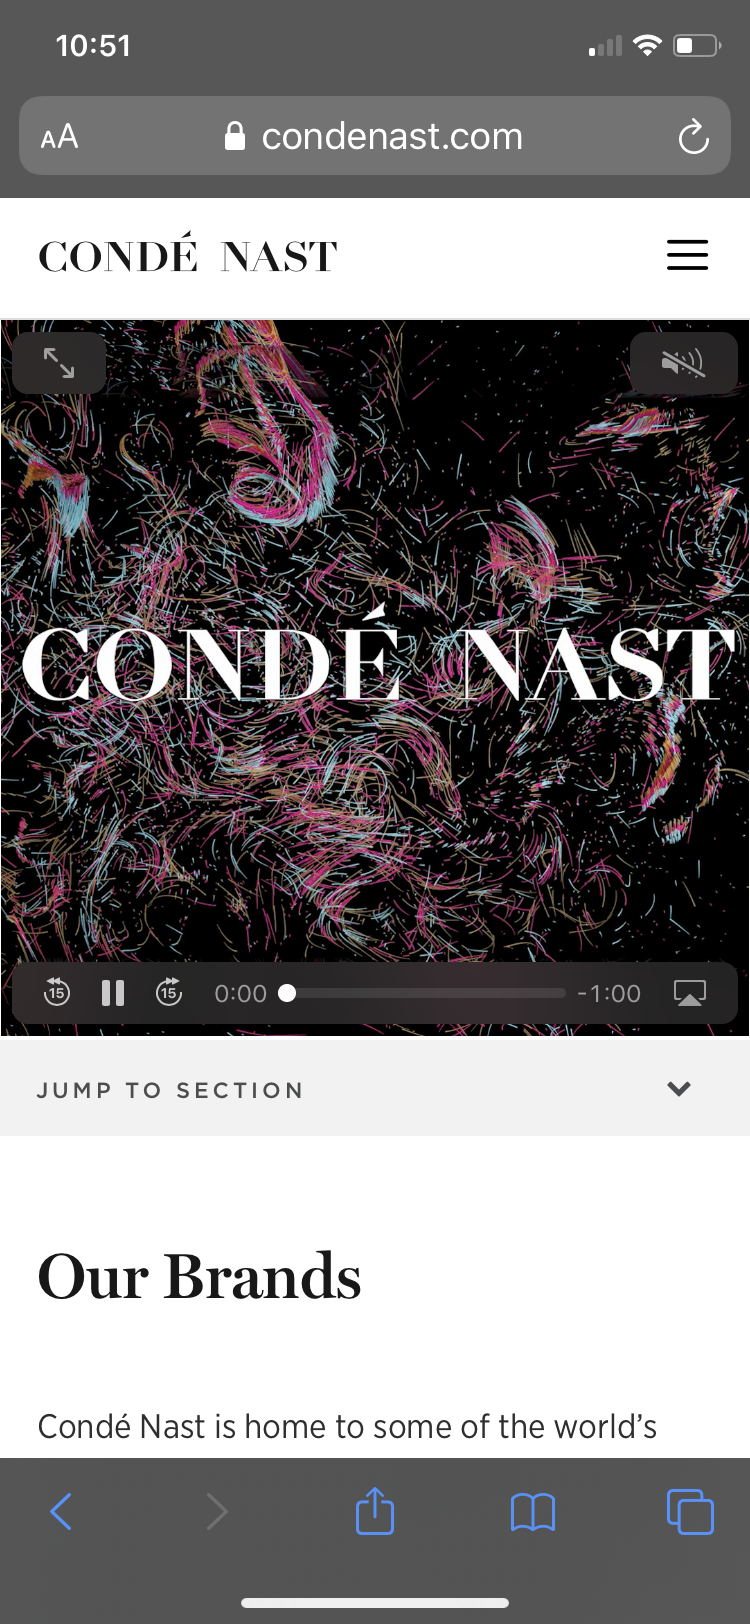 10:51
AA
condenast.com
CONDÉ NAST
CONDÉ NAST
15
15
0:00
-1:00
JUMP TO SECTION
Our Brands
Condé Nast is home to some of the world’s